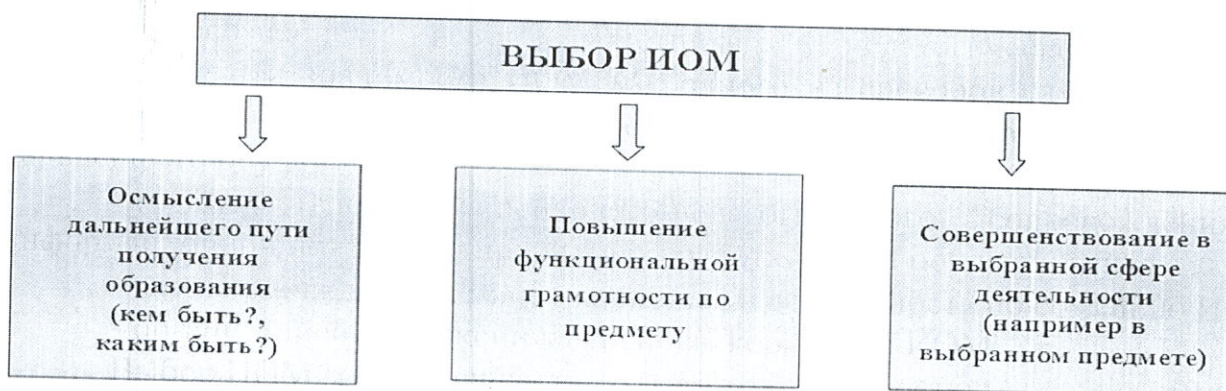 ВЫБОР ИОМ
Осмысление
дальнейшего пути
получения
образования
(кем быть?,
каким быть?)
Повышение
функциональной
грамотности по
предмету
Совершенствование в
выбранной сфере
деятельности
(например в
выбранном предмете)